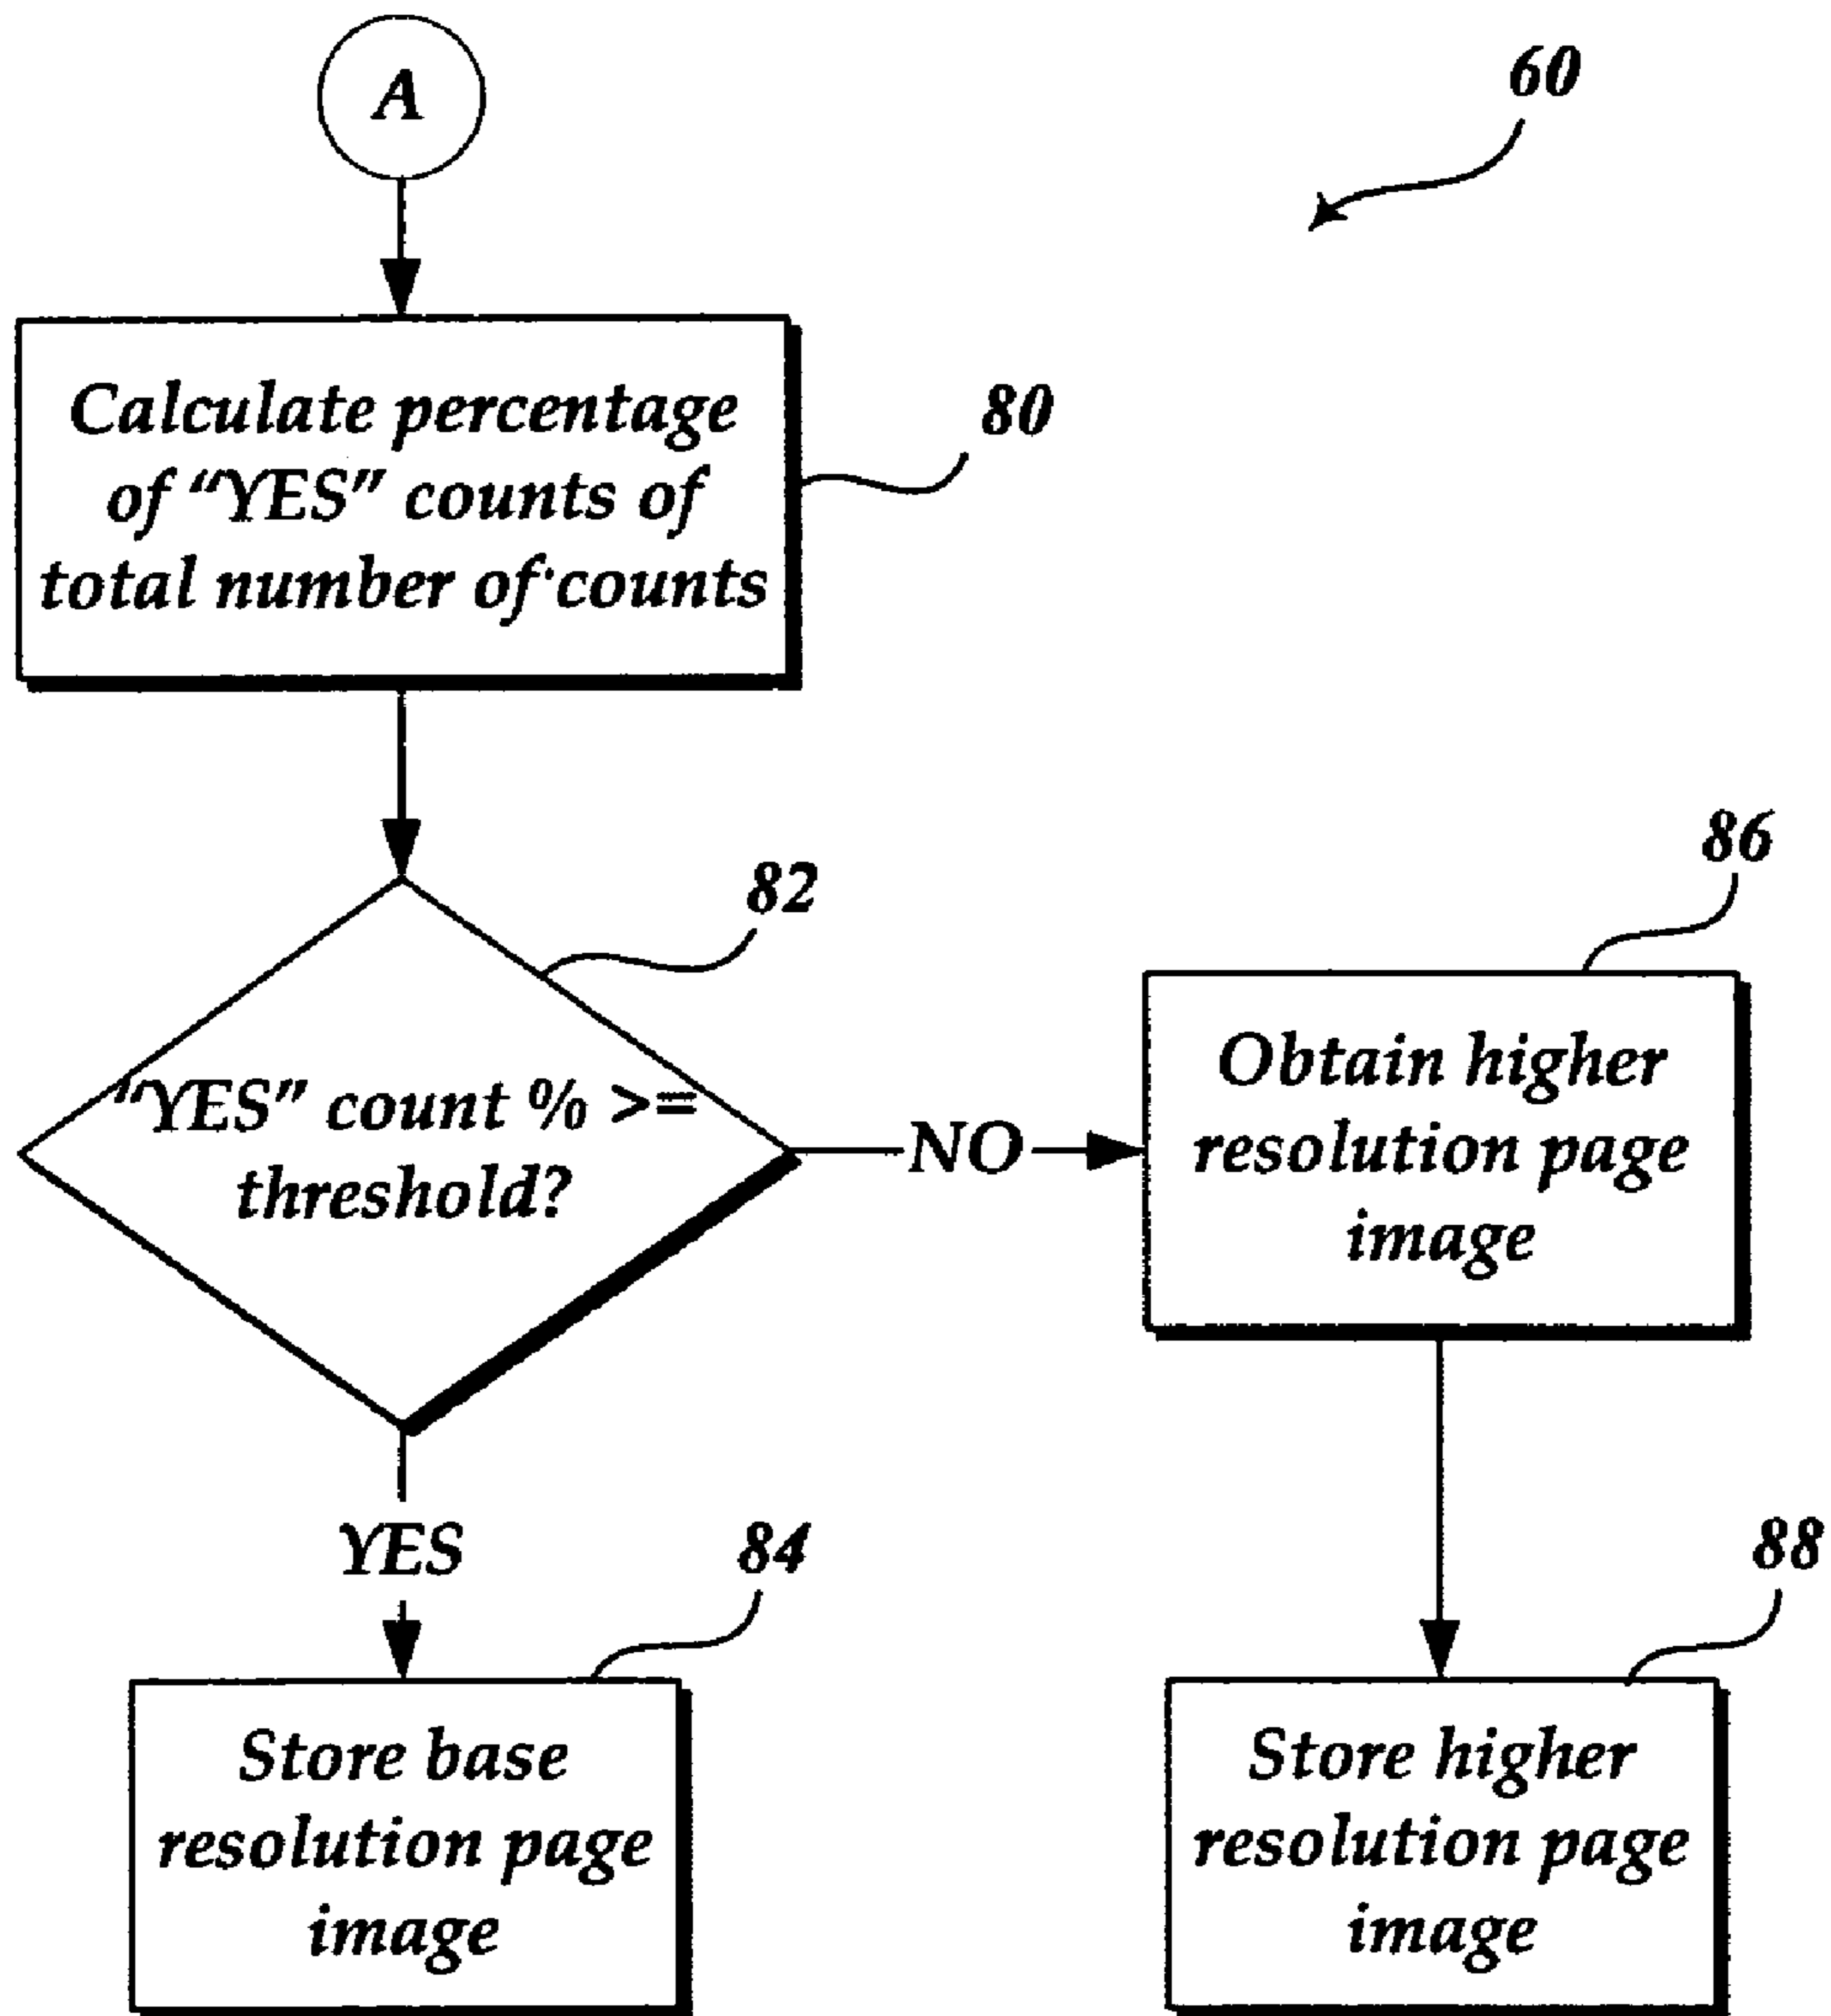 A
60
Calculate percentage
of "YES" counts of
total number of counts
80
82
"YES" count % >=
threshold?
NO
86
Obtain higher
resolution page
image
YES
84
Store base
resolution page
image
88
Store higher
resolution page
image